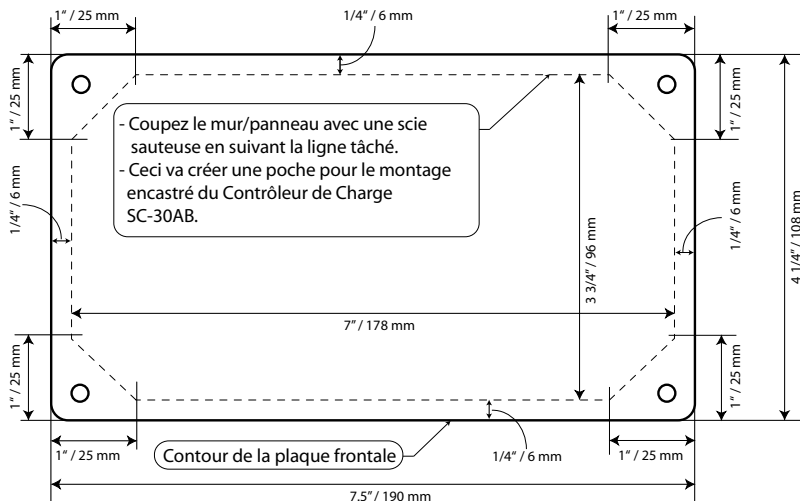 1“ / 25 mm
1/4“ / 6 mm
1“ / 25 mm
1“ / 25 mm
1“ / 25 mm
- Coupez le mur/panneau avec une scie
sauteuse en suivant la ligne tâché.
- Ceci va créer une poche pour le montage
encastré du Contrôleur de Charge
SC-30AB.
1/4“ / 6 mm
1/4“ / 6 mm
4 1/4“ / 108 mm
3 3/4“ / 96 mm
7“ / 178 mm
1“ / 25 mm
1“ / 25 mm
1“ / 25 mm
Contour de la plaque frontale
1/4“ / 6 mm
1“ / 25 mm
7.5“ / 190 mm